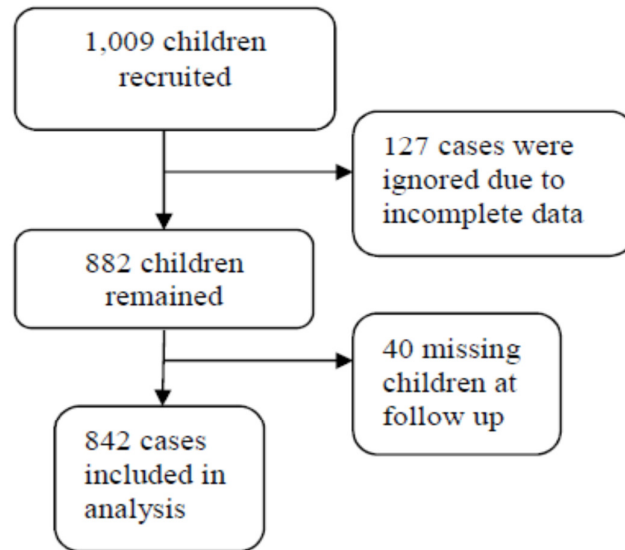 1,009 children
recruited
127 cases were
ignored due to
incomplete data
882 children
remained
40 missing
children at
follow up
842 cases
included in
analysis